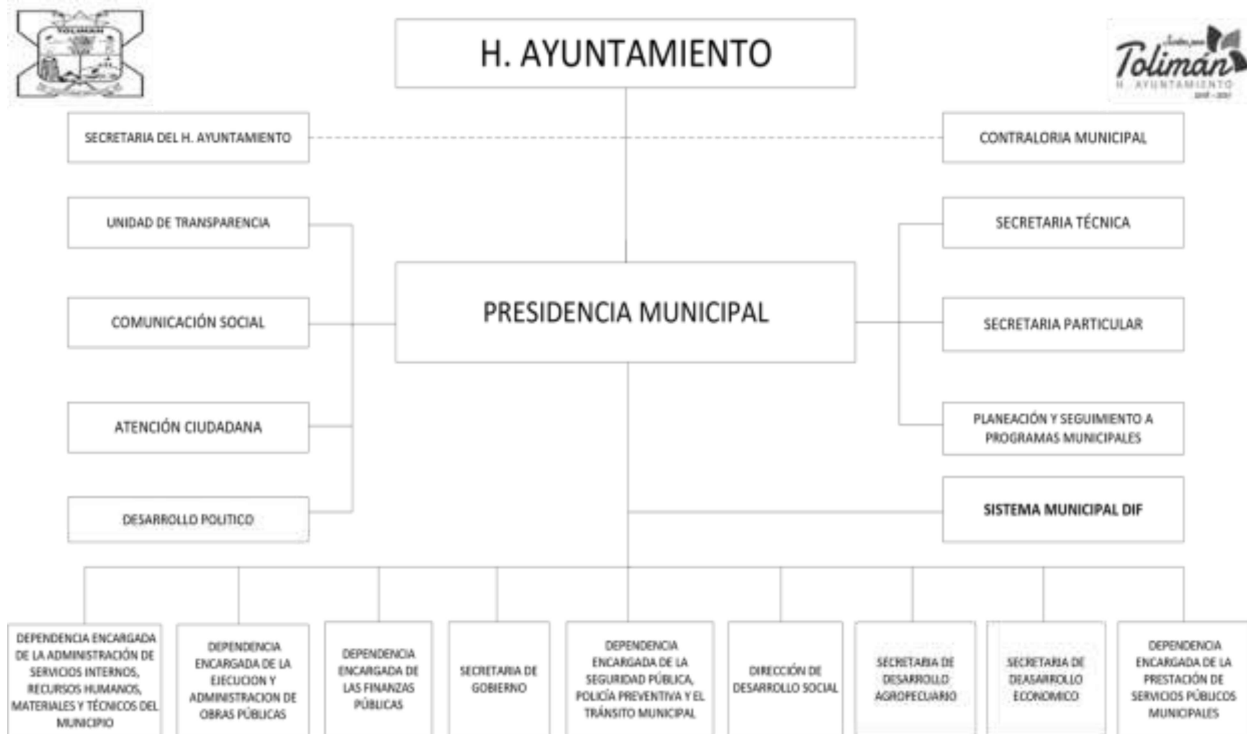 TOLIMAN
H. AYUNTAMIENTO
Tolimán
H. AYUNTAMIENTO
SECRETARIA DEL H. AYUNTAMIENTO
CONTRALORIA MUNICIPAL
UNIDAD DE TRANSPARENCIA
SECRETARIA TÉCNICA
PRESIDENCIA MUNICIPAL
COMUNICACIÓN SOCIAL
SECRETARIA PARTICULAR
ATENCIÓN CIUDADANA
PLANEACIÓN Y SEGUIMIENTO A
PROGRAMAS MUNICIPALES
DESARROLLO POLITICO
SISTEMA MUNICIPAL DIF
DEPENDENCIA ENCARGADA
DE LA ADMINISTRACIÓN DE
SERVICIOS INTERNOS,
RECURSOS HUMANOS,
MATERIALES Y TÉCNICOS DEL
MUNICIPIO
DEPENDENCIA
ENCARGADA DE LA
EJECUCION Y
ADMINISTRACION DE
OBRAS PÚBLICAS
DEPENDENCIA
ENCARGADA DE
LAS FINANZAS
PÚBLICAS
SECRETARIA DE
GOBIERNO
DEPENDENCIA
ENCARGADA DE LA
SEGURIDAD PÚBLICA,
POLICÍA PREVENTIVA Y EL
TRÁNSITO MUNICIPAL
DIRECCIÓN DE
DESARROLLO SOCIAL
SECRETARIA DE
DESARROLLO
AGROPECUARIO
SECRETARIA DE
DEASARROLLO
ECONOMICO
DEPENDENCIA
ENCARGADA DE LA
PRESTACIÓN DE
SERVICIOS PÚBLICOS
MUNICIPALES